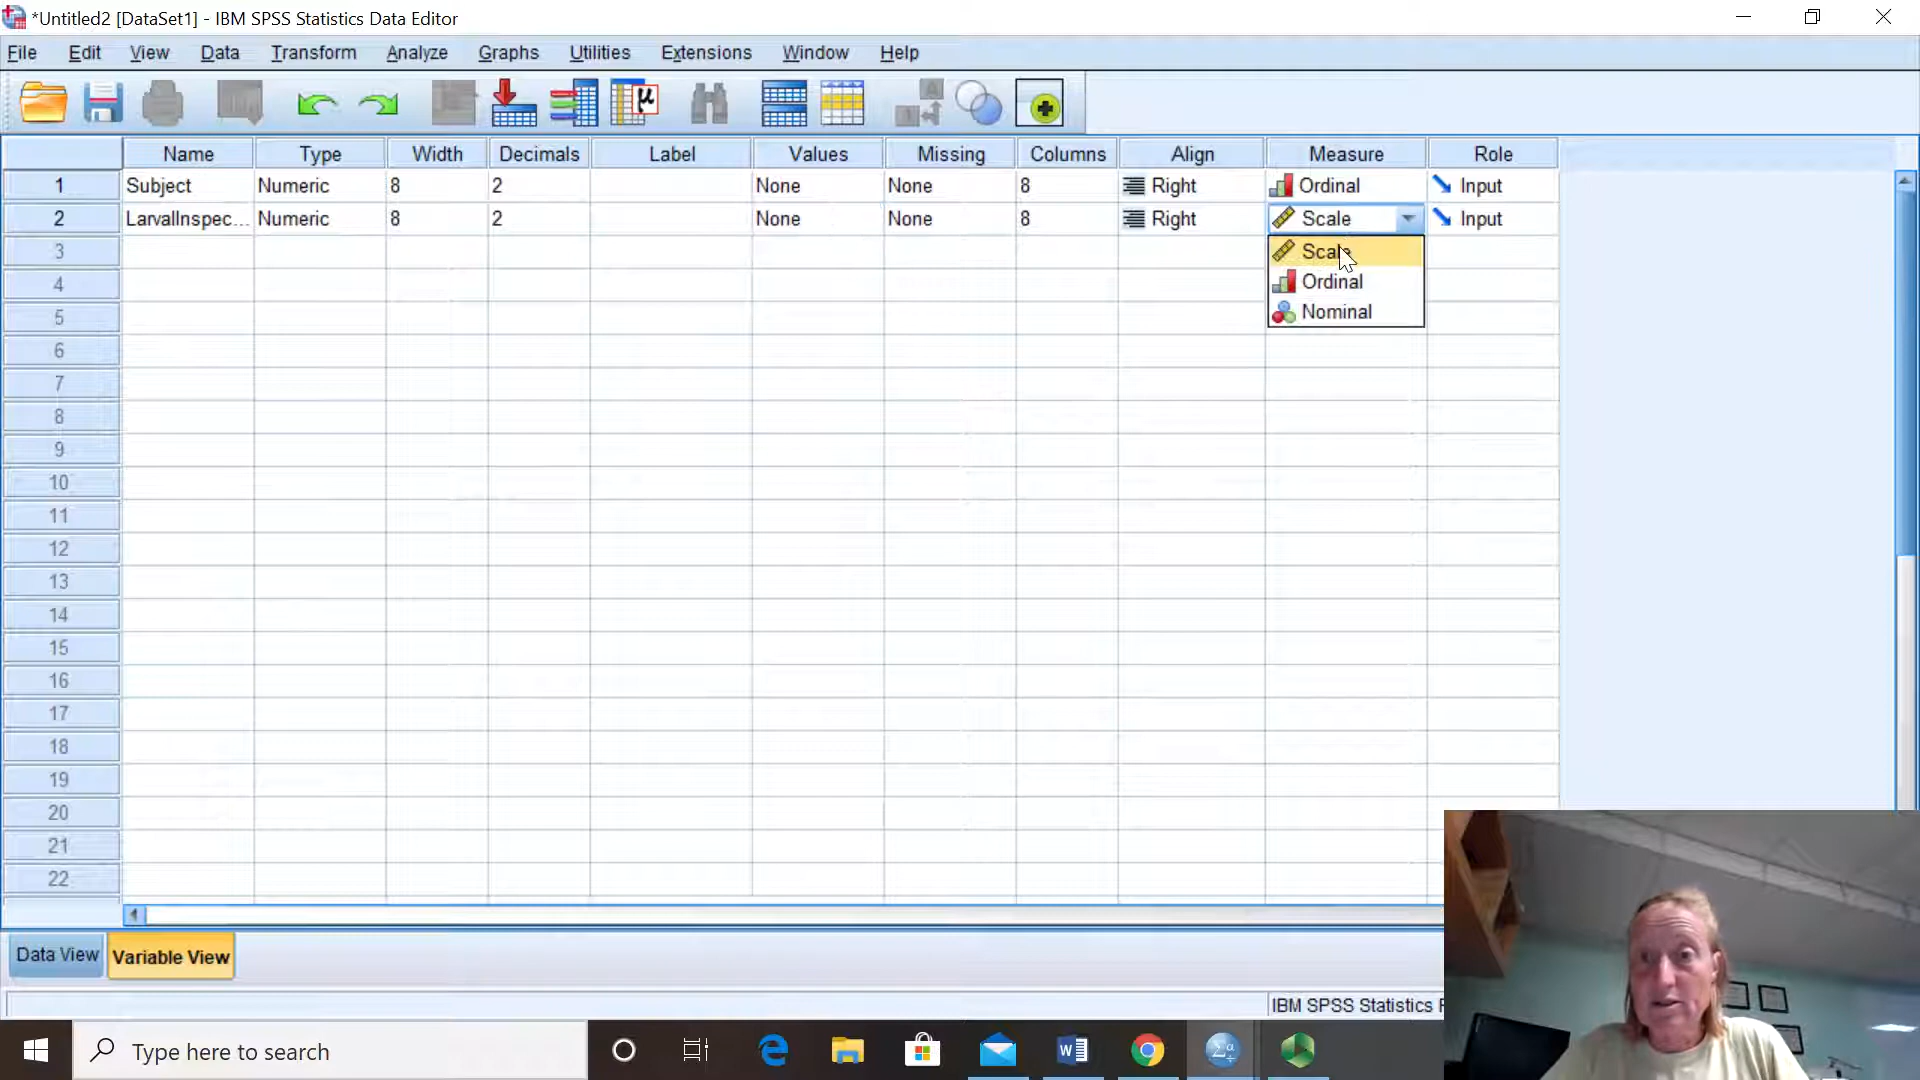 *Untitled2 [DataSet1] - IBM SPSS Statistics Data Editor
File Edit View Data Transform Analyze Graphs Utilities Extensions Window Help
Name Type Width Decimals Label Values Missing Columns Align Measure Role
1 Subject Numeric 8 2 None None 8 Right Ordinal Input
2 LarvalInspec... Numeric 8 2 None None 8 Right Scale Input
3 Scale
4 Ordinal
5 Nominal
6
7
8
9
10
11
12
13
14
15
16
17
18
19
20
21
22
Data View Variable View
IBM SPSS Statistics
Type here to search